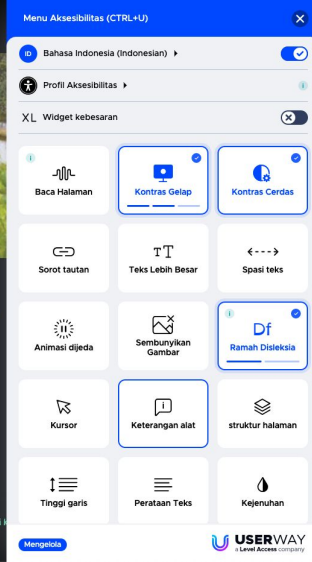 Menu Aksesibilitas (CTRL+U)
ID Bahasa Indonesia (Indonesian)
Profil Aksesibilitas
XL Widget kebesaran
Baca Halaman
Kontras Gelap
Kontras Cerdas
Sorot tautan
Teks Lebih Besar
Spasi teks
Animasi dijeda
Sembunyikan
Gambar
Df
Ramah Disleksia
Kursor
Keterangan alat
struktur halaman
Tinggi garis
Perataan Teks
Kejenuhan
Mengelola
USERWAY
a Level Access company